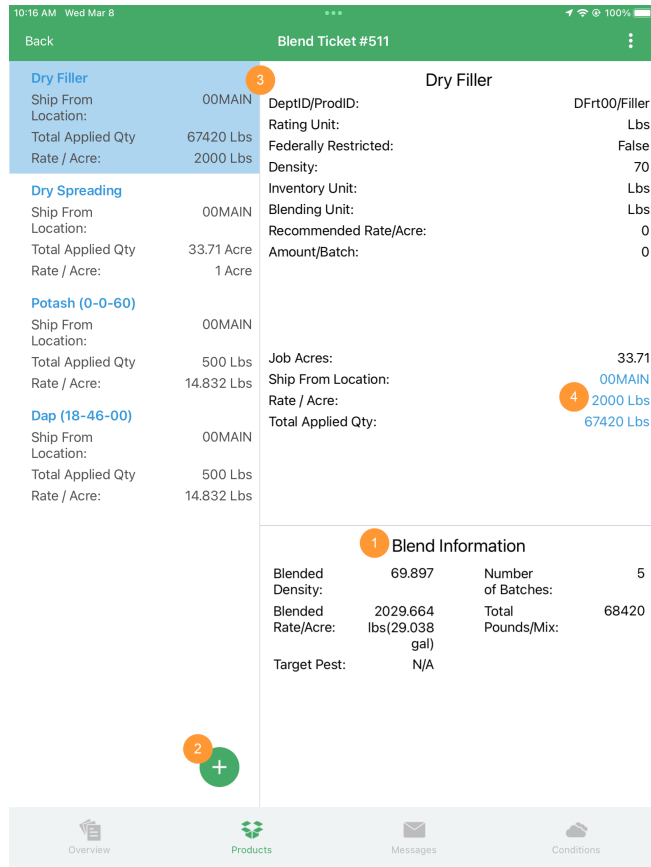 10:16 AM Wed Mar 8
100%
Back
Blend Ticket #511
Dry Filler
Ship From Location:
00MAIN
Total Applied Qty 67420 Lbs
Rate / Acre: 2000 Lbs
Dry Spreading
Ship From Location:
00MAIN
Total Applied Qty 33.71 Acre
Rate / Acre: 1 Acre
Potash (0-0-60)
Ship From Location:
00MAIN
Total Applied Qty 500 Lbs
Rate / Acre: 14.832 Lbs
Dap (18-46-00)
Ship From Location:
00MAIN
Total Applied Qty 500 Lbs
Rate / Acre: 14.832 Lbs
2
+
3
Dry Filler
DeptID/ProdID: DFrt00/Filler
Rating Unit: Lbs
Federally Restricted: False
Density: 70
Inventory Unit: Lbs
Blending Unit: Lbs
Recommended Rate/Acre: 0
Amount/Batch: 0
Job Acres: 33.71
Ship From Location: 00MAIN
Rate / Acre: 4 2000 Lbs
Total Applied Qty: 67420 Lbs
1 Blend Information
Blended Density:
69.897
Number of Batches:
5
Blended Rate/Acre:
2029.664 lbs(29.038 gal)
Total Pounds/Mix:
68420
Target Pest: N/A
Overview Products Messages Conditions